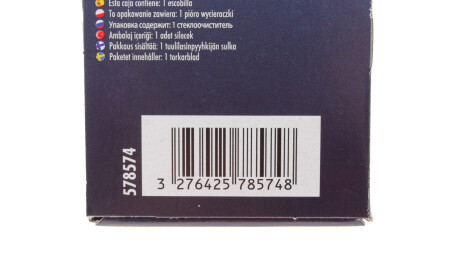 Esta caja contiene: 1 escobilla
To opakowanie zawiera: 1 pióro wycieraczki
Упаковка содержит: 1 стеклоочиститель
Ambalaj içeriği: 1 adet silecek
Pakkaus sisältää: 1 tuulilasinpyyhkijän sulka
Paketet innehåller: 1 torkarblad
578574
3 276425 785748